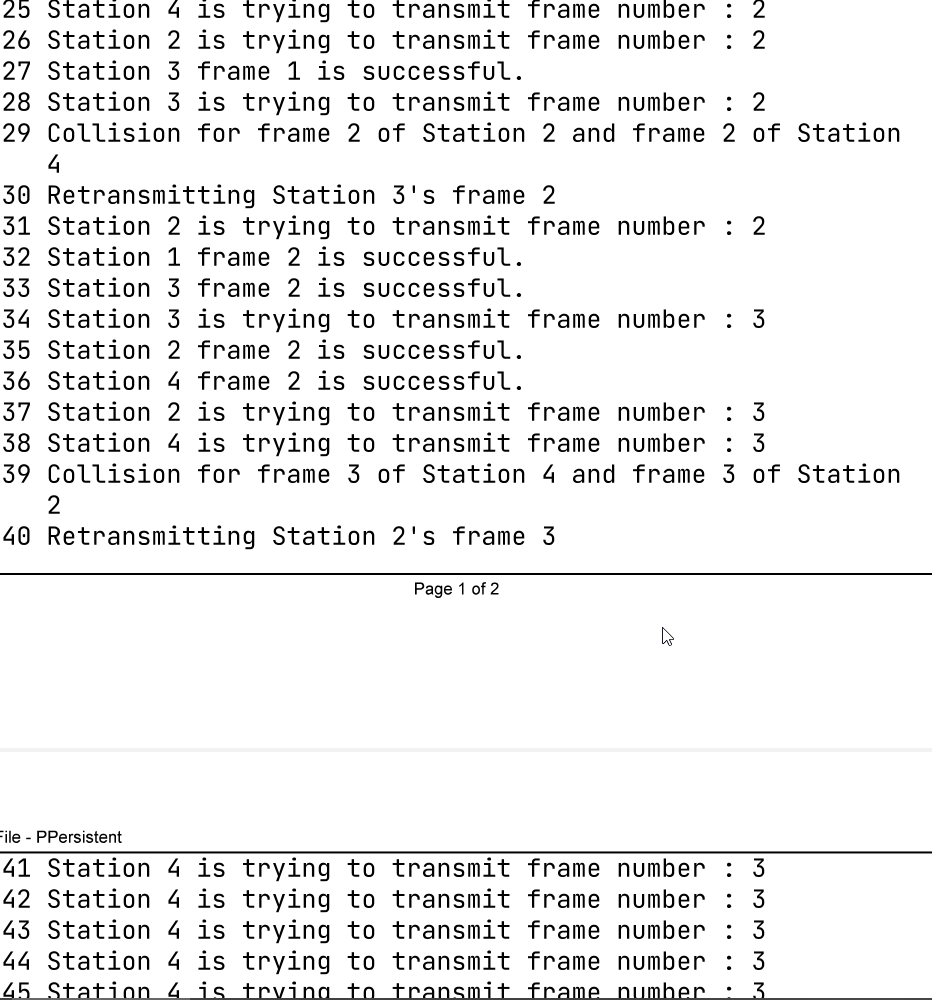 25 Station 4 is trying to transmit frame number : 2
26 Station 2 is trying to transmit frame number : 2
27 Station 3 frame 1 is successful.
28 Station 3 is trying to transmit frame number : 2
29 Collision for frame 2 of Station 2 and frame 2 of Station
4
30 Retransmitting Station 3's frame 2
31 Station 2 is trying to transmit frame number : 2
32 Station 1 frame 2 is successful.
33 Station 3 frame 2 is successful.
34 Station 3 is trying to transmit frame number : 3
35 Station 2 frame 2 is successful.
36 Station 4 frame 2 is successful.
37 Station 2 is trying to transmit frame number : 3
38 Station 4 is trying to transmit frame number : 3
39 Collision for frame 3 of Station 4 and frame 3 of Station
2
40 Retransmitting Station 2's frame 3
Page 1 of 2
File - PPersistent
41 Station 4 is trying to transmit frame number : 3
42 Station 4 is trying to transmit frame number : 3
43 Station 4 is trying to transmit frame number : 3
44 Station 4 is trying to transmit frame number : 3
45 Station 4 is trying to transmit frame number : 3